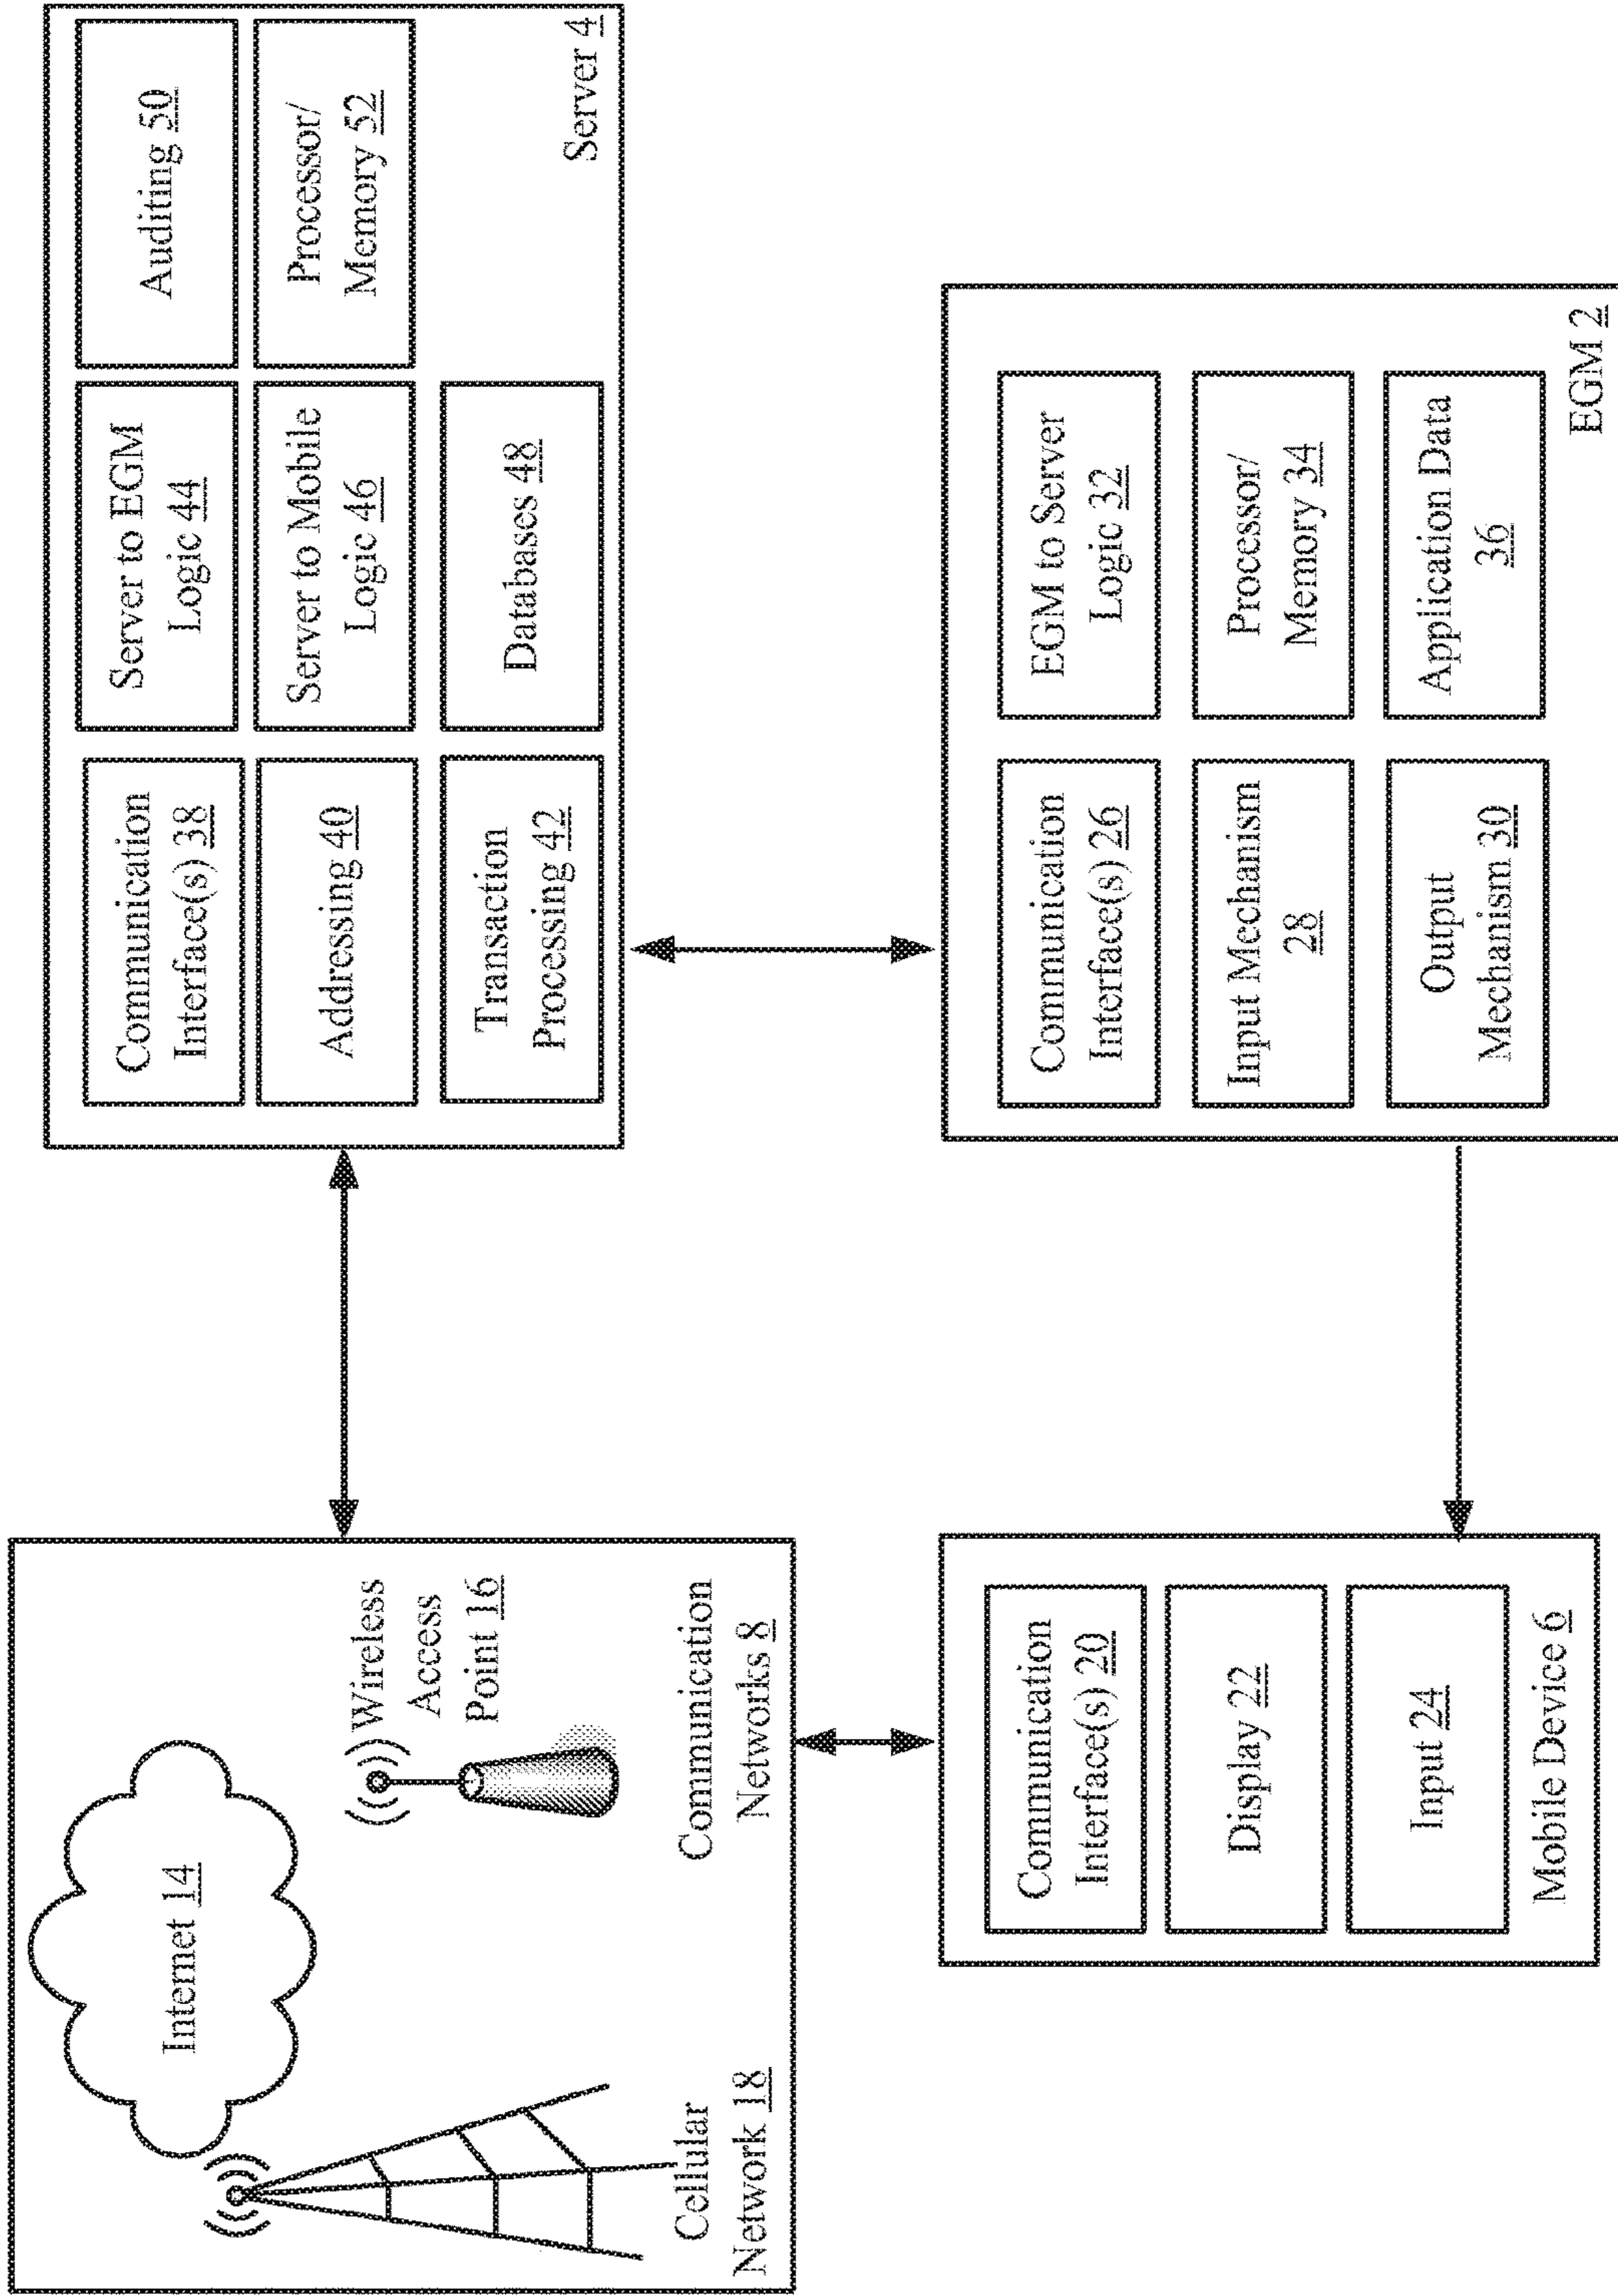 Internet 14
Cellular
Network 18
Wireless
Access
Point 16
Communication
Networks 8
Communication
Interface(s) 38
Addressing 40
Transaction
Processing 42
Server to EGM
Logic 44
Server to Mobile
Logic 46
Databases 48
Auditing 50
Processor/
Memory 52
Server 4
Communication
Interface(s) 20
Display 22
Input 24
Mobile Device 6
Communication
Interface(s) 26
Input Mechanism
28
Output
Mechanism 30
EGM to Server
Logic 32
Processor/
Memory 34
Application Data
36
EGM 2